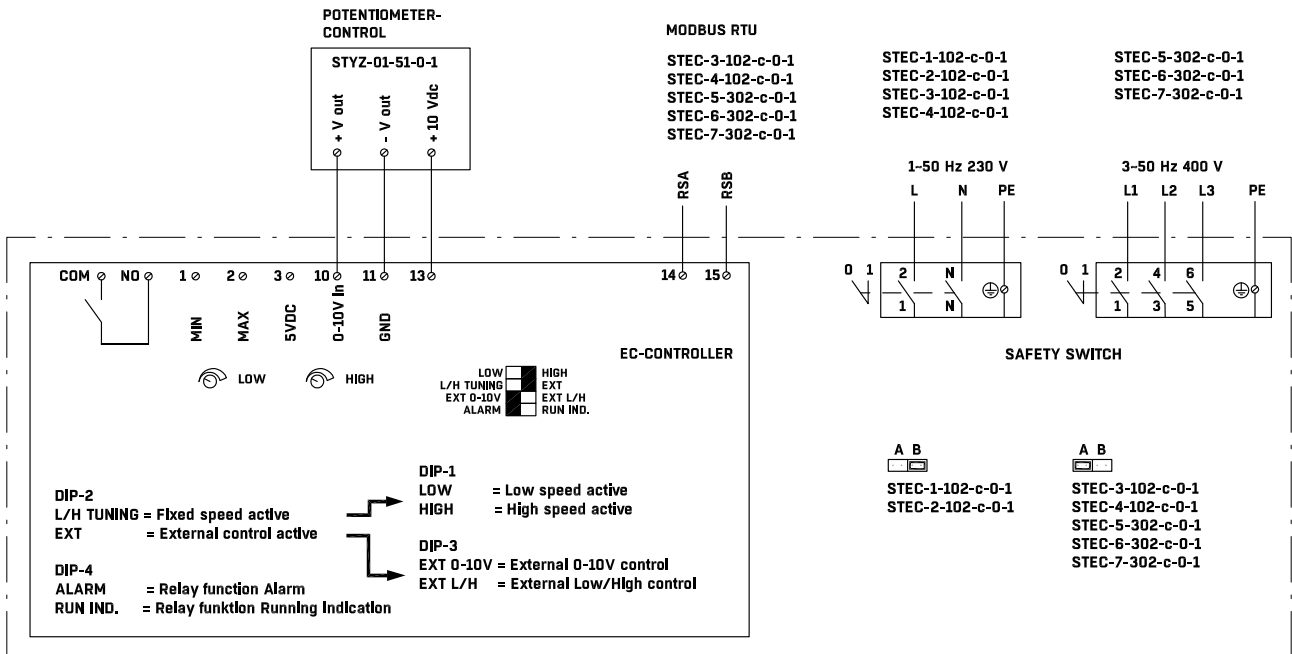 POTENTIOMETER-
CONTROL
STYZ-01-51-0-1
+ V out
- V out
+ 10 Vdc
MODBUS RTU
STEC-3-102-c-0-1
STEC-4-102-c-0-1
STEC-5-302-c-0-1
STEC-6-302-c-0-1
STEC-7-302-c-0-1
RSA
RSB
STEC-1-102-c-0-1
STEC-2-102-c-0-1
STEC-3-102-c-0-1
STEC-4-102-c-0-1
1~50 Hz 230 V
L N PE
STEC-5-302-c-0-1
STEC-6-302-c-0-1
STEC-7-302-c-0-1
3~50 Hz 400 V
L1 L2 L3 PE
COM NO 1 2 3 10 11 13 14 15
MIN
MAX
5VDC
0-10V In
GND
LOW
HIGH
EC-CONTROLLER
LOW HIGH
L/H TUNING EXT
EXT 0-10V EXT L/H
ALARM RUN IND.
0 1
2 N
1 N
0 1
2 4 6
1 3 5
SAFETY SWITCH
DIP-2
L/H TUNING = Fixed speed active
EXT = External control active
DIP-4
ALARM = Relay function Alarm
RUN IND. = Relay funktion Running Indication
DIP-1
LOW = Low speed active
HIGH = High speed active
DIP-3
EXT 0-10V = External 0-10V control
EXT L/H = External Low/High control
A B
STEC-1-102-c-0-1
STEC-2-102-c-0-1
A B
STEC-3-102-c-0-1
STEC-4-102-c-0-1
STEC-5-302-c-0-1
STEC-6-302-c-0-1
STEC-7-302-c-0-1